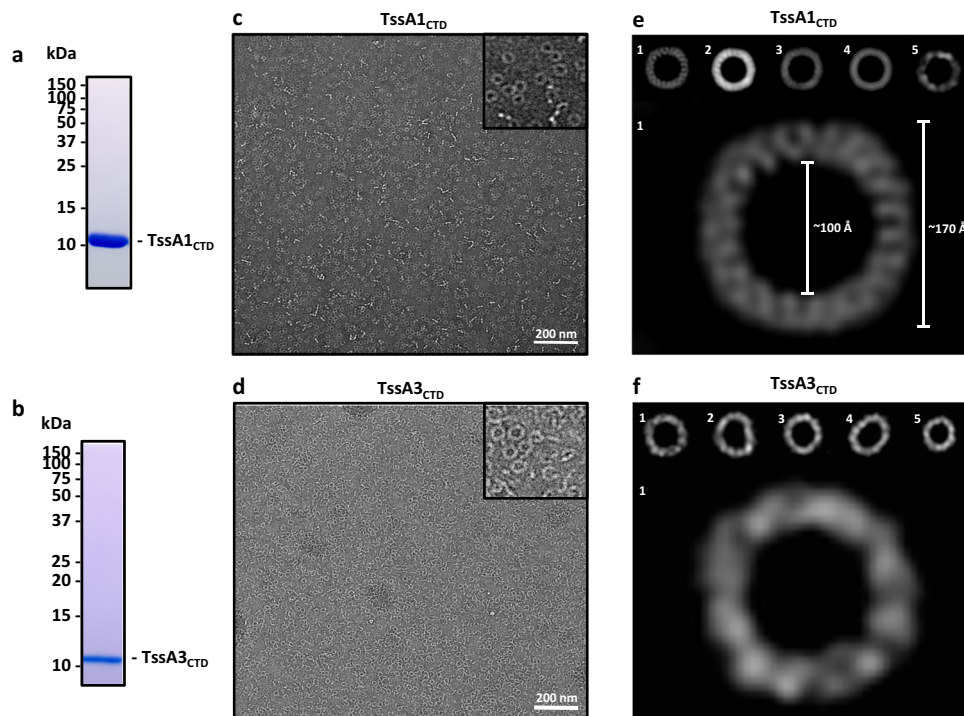 a
kDa
150
100
75
50
37
25
15
10
- TssA1CTD
b
kDa
150
100
75
50
37
25
20
15
10
- TssA3CTD
c
TssA1CTD
200 nm
d
TssA3CTD
200 nm
e
TssA1CTD
1 2 3 4 5
1
~100 Å
~170 Å
f
TssA3CTD
1 2 3 4 5
1